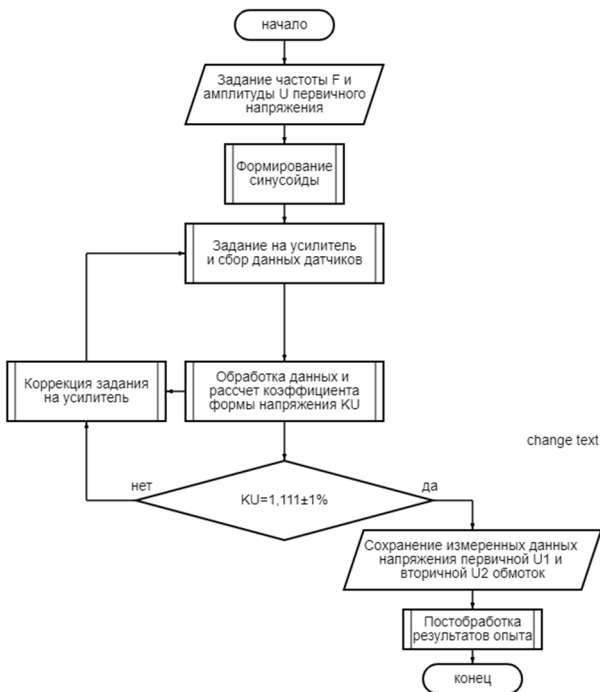 начало
Задание частоты F и
амплитуды U первичного
напряжения
Формирование
синусойды
Задание на усилитель
и сбор данных датчиков
Коррекция задания
на усилитель
Обработка данных и
рассчет коэффициента
формы напряжения KU
change text
нет
KU=1,111±1%
да
Сохранение измеренных данных
напряжения первичной U1 и
вторичной U2 обмоток
Постобработка
результатов опыта
конец